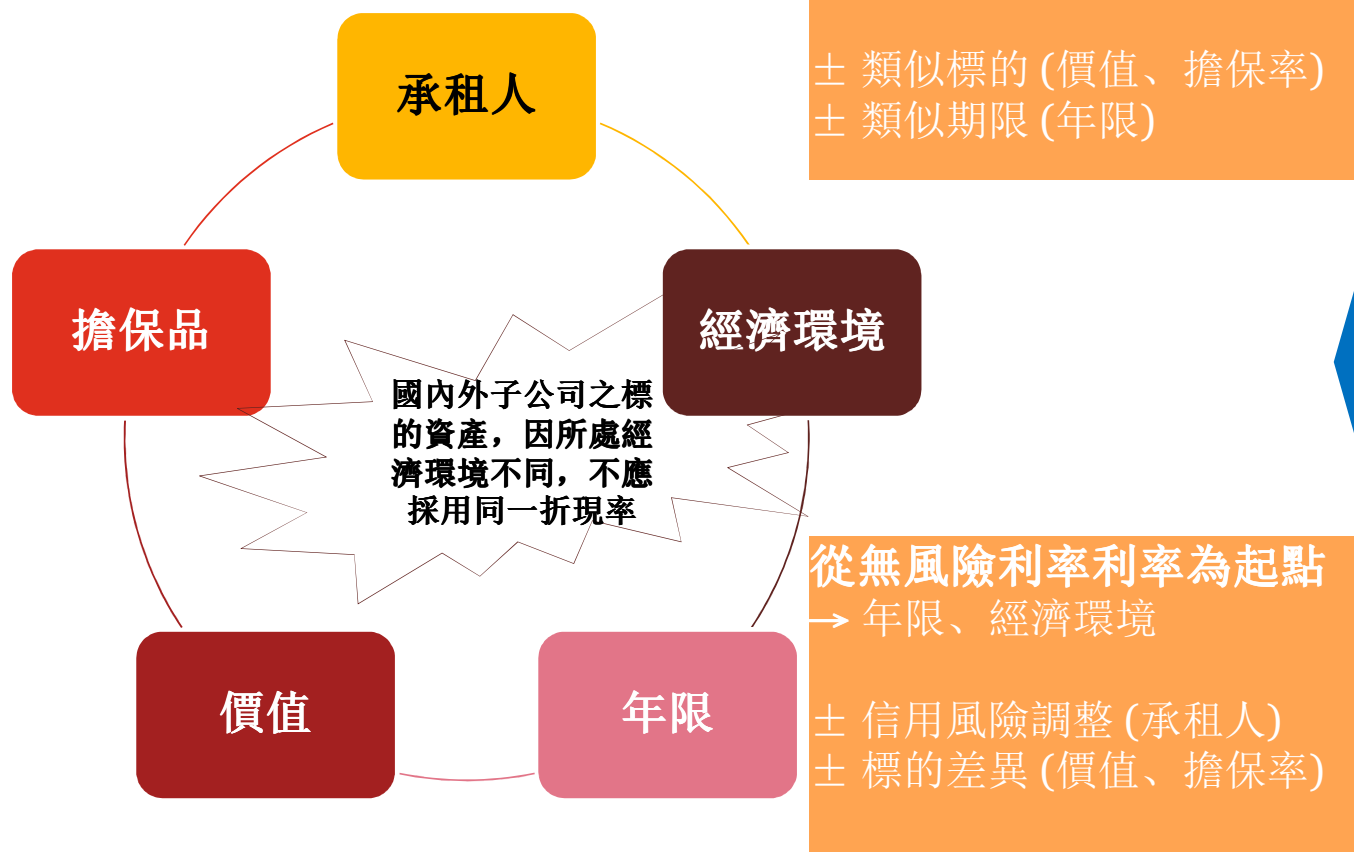 承租人
± 類似標的 (價值、擔保率)
± 類似期限 (年限)
擔保品
經濟環境
國內外子公司之標
的資產，因所處經
濟環境不同，不應
採用同一折現率
價值
年限
從無風險利率利率為起點
→ 年限、經濟環境
± 信用風險調整 (承租人)
± 標的差異 (價值、擔保率)